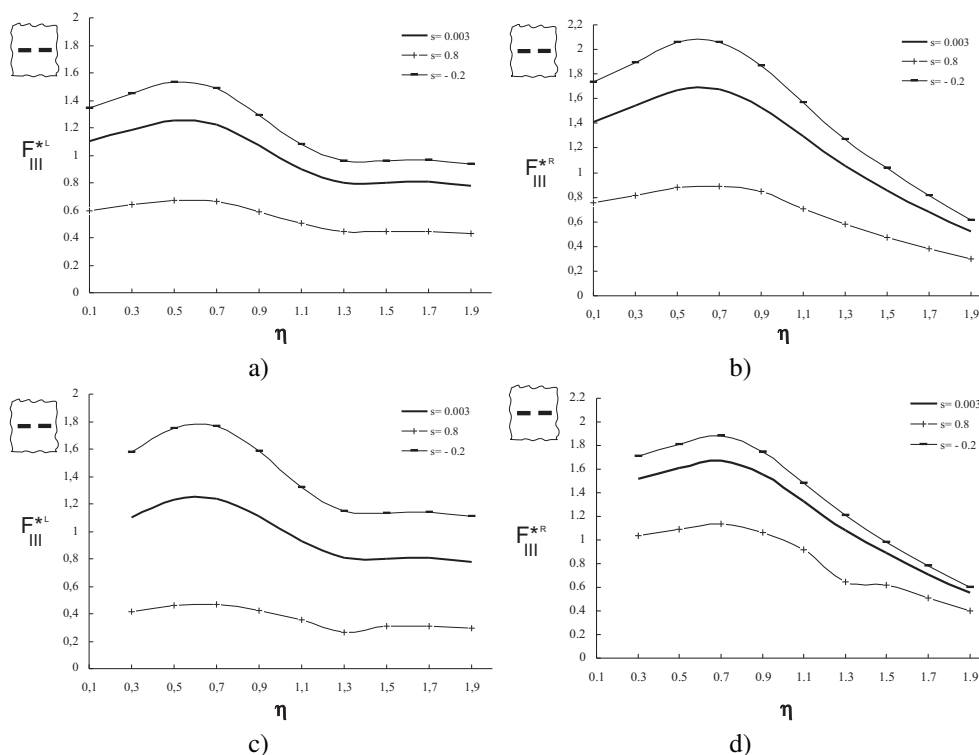 2
1.8
1.6
1.4
1.2
1
0.8
0.6
0.4
0.2
0
F*L III
s= 0.003
s= 0.8
s= - 0.2
0.1 0.3 0.5 0.7 0.9 1.1 1.3 1.5 1.7 1.9
η
a)
2,2
2
1,8
1,6
1,4
1,2
1
0,8
0,6
0,4
0,2
0
F*R III
s= 0.003
s= 0.8
s= - 0.2
0,1 0,3 0,5 0,7 0,9 1,1 1,3 1,5 1,7 1,9
η
b)
2
1,8
1,6
1,4
1,2
1
0,8
0,6
0,4
0,2
0
F*L III
s= 0.003
s= 0.8
s= - 0.2
0,1 0,3 0,5 0,7 0,9 1,1 1,3 1,5 1,7 1,9
η
c)
2.2
2
1.8
1.6
1.4
1.2
1
0.8
0.6
0.4
0.2
0
F*R III
s= 0.003
s= 0.8
s= - 0.2
0.1 0.3 0.5 0.7 0.9 1.1 1.3 1.5 1.7 1.9
η
d)